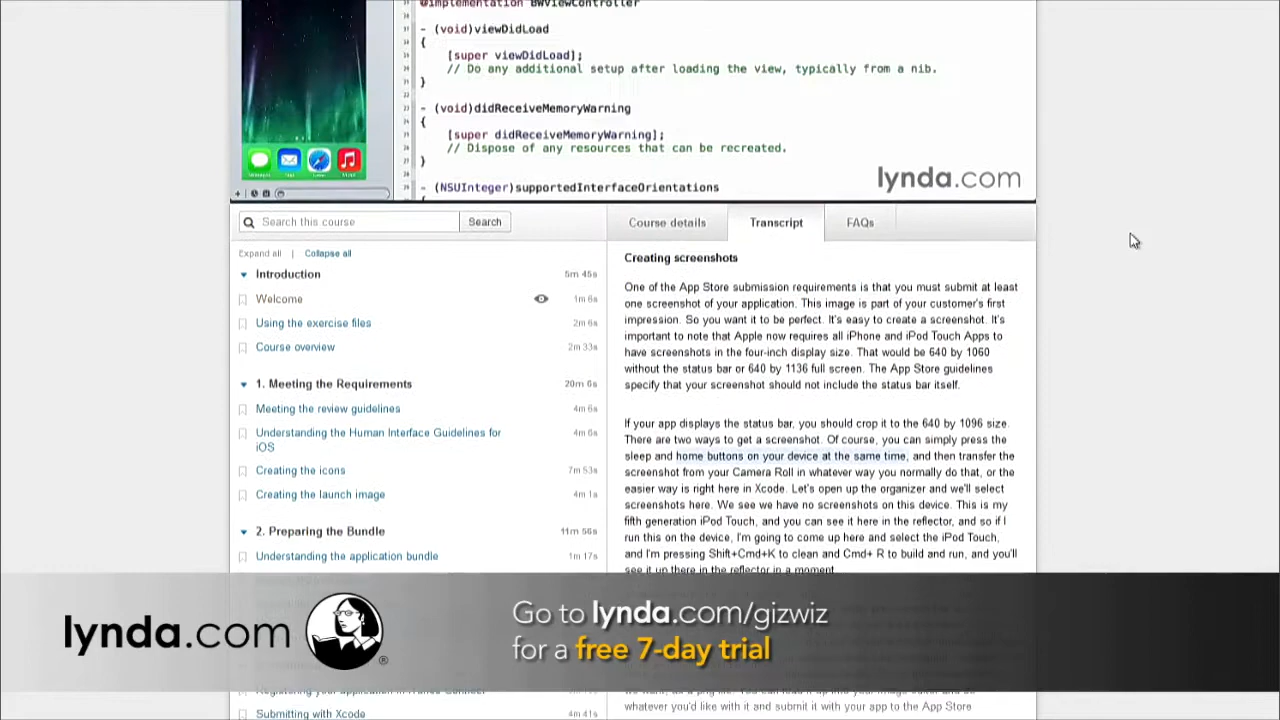 @implementation BWViewController
- (void)viewDidLoad
{
[super viewDidLoad];
// Do any additional setup after loading the view, typically from a nib.
}
- (void)didReceiveMemoryWarning
{
[super didReceiveMemoryWarning];
// Dispose of any resources that can be recreated.
}
- (NSUInteger)supportedInterfaceOrientations
{
lynda.com
Search this course
Search
Expand all | Collapse all
Introduction 5m 45s
Welcome 1m 6s
Using the exercise files 2m 6s
Course overview 2m 33s
1. Meeting the Requirements 20m 6s
Meeting the review guidelines 4m 6s
Understanding the Human Interface Guidelines for 4m 6s
iOS
Creating the icons 7m 53s
Creating the launch image 4m 1s
2. Preparing the Bundle 11m 56s
Understanding the application bundle 1m 17s
Submitting with Xcode 4m 41s
Course details Transcript FAQs
Creating screenshots
One of the App Store submission requirements is that you must submit at least
one screenshot of your application. This image is part of your customer's first
impression. So you want it to be perfect. It's easy to create a screenshot. It's
important to note that Apple now requires all iPhone and iPod Touch Apps to
have screenshots in the four-inch display size. That would be 640 by 1060
without the status bar or 640 by 1136 full screen. The App Store guidelines
specify that your screenshot should not include the status bar itself.
If your app displays the status bar, you should crop it to the 640 by 1096 size.
There are two ways to get a screenshot. Of course, you can simply press the
sleep and home buttons on your device at the same time, and then transfer the
screenshot from your Camera Roll in whatever way you normally do that, or the
easier way is right here in Xcode. Let's open up the organizer and we'll select
screenshots here. We see we have no screenshots on this device. This is my
fifth generation iPod Touch, and you can see it here in the reflector, and so if I
run this on the device, I'm going to come up here and select the iPod Touch,
and I'm pressing Shift+Cmd+K to clean and Cmd+ R to build and run, and you'll
see it up there in the reflector in a moment.
whatever you'd like with it and submit it with your app to the App Store
lynda.com ®
Go to lynda.com/gizwiz
for a free 7-day trial